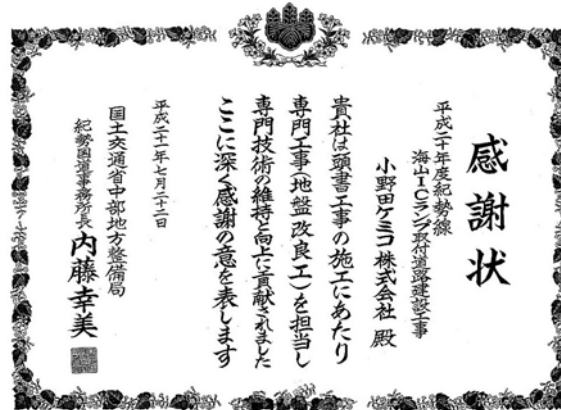 感謝状
平成二十年度紀勢線
海山ICランプ取付道路建設工事
小野田ケミコ株式会社 殿
貴社は頭書工事の施工にあたり
専門工事(地盤改良工)を担当し
専門技術の維持と向上に貢献されました
ここに深く感謝の意を表します
平成二十一年七月二十二日
国土交通省中部地方整備局
紀勢国道事務所長 内藤幸美